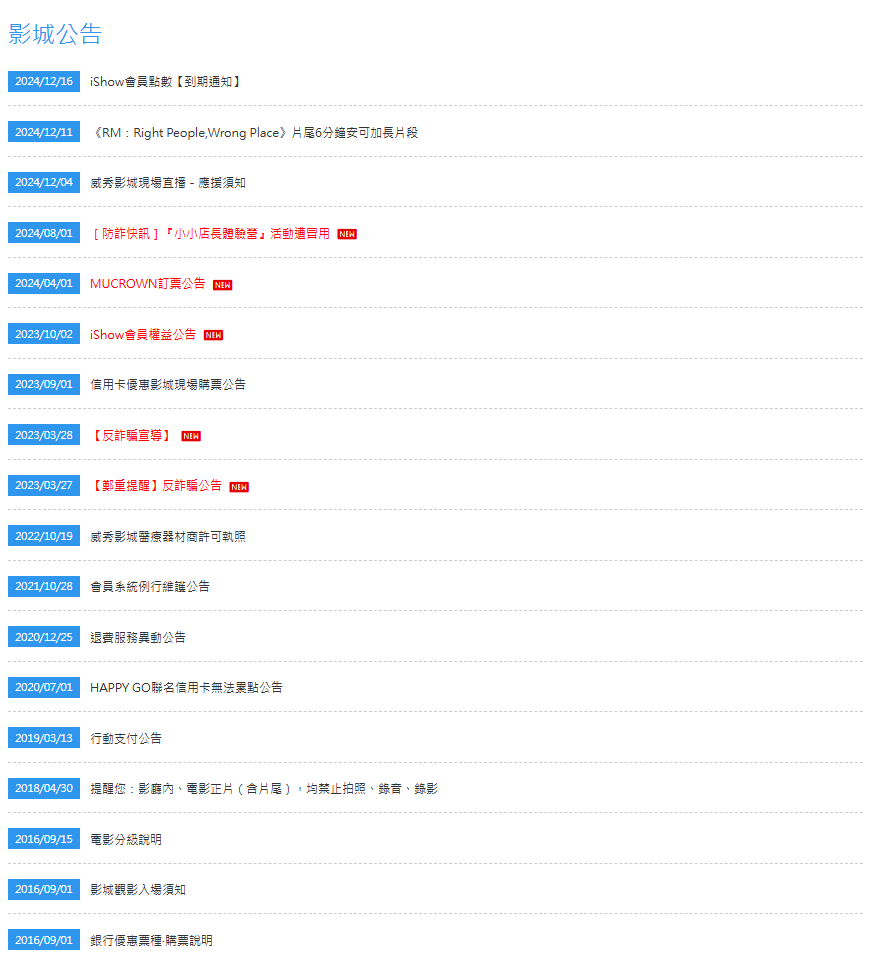 影城公告
2024/12/16 iShow會員點數【到期通知】
2024/12/11 《RM：Right People,Wrong Place》片尾6分鐘安可加長片段
2024/12/04 威秀影城現場直播－應援須知
2024/08/01 ［防詐快訊］『小小店長體驗營』活動遭冒用 NEW
2024/04/01 MUCROWN訂票公告 NEW
2023/10/02 iShow會員權益公告 NEW
2023/09/01 信用卡優惠影城現場購票公告
2023/03/28 【反詐騙宣導】 NEW
2023/03/27 【鄭重提醒】反詐騙公告 NEW
2022/10/19 威秀影城醫療器材商許可執照
2021/10/28 會員系統例行維護公告
2020/12/25 退費服務異動公告
2020/07/01 HAPPY GO聯名信用卡無法累點公告
2019/03/13 行動支付公告
2018/04/30 提醒您：影廳內、電影正片（含片尾），均禁止拍照、錄音、錄影
2016/09/15 電影分級說明
2016/09/01 影城觀影入場須知
2016/09/01 銀行優惠票種‧購票說明